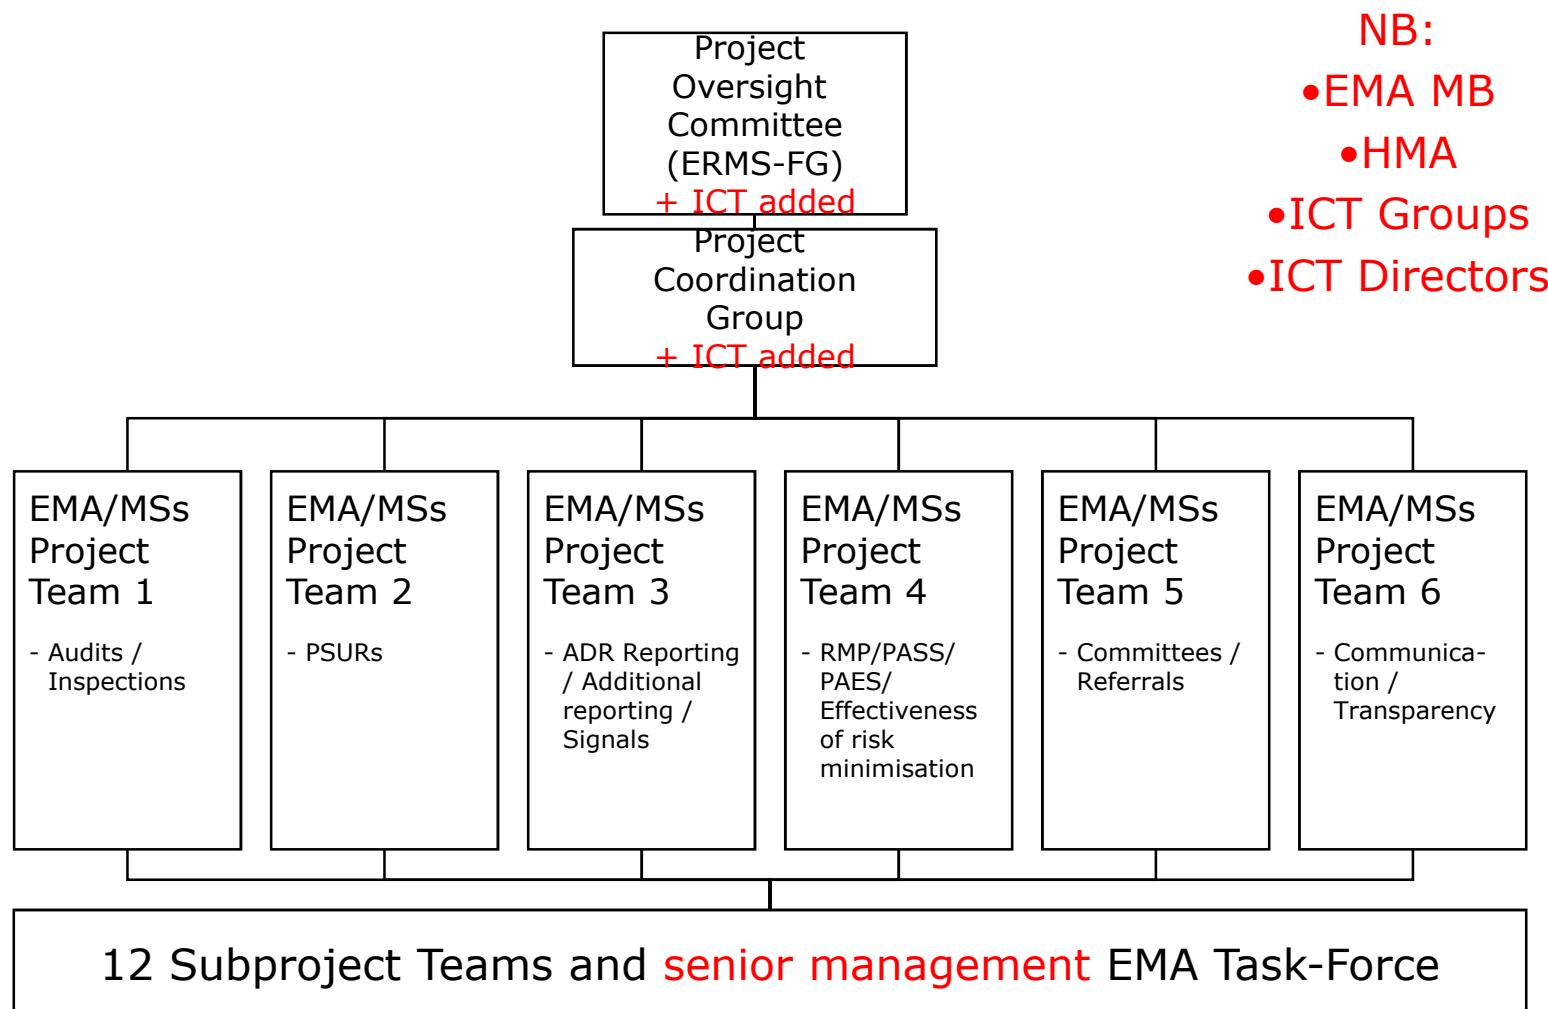 Project
Oversight
Committee
(ERMS-FG)
+ ICT added
NB:
•EMA MB
•HMA
•ICT Groups
•ICT Directors
Project
Coordination
Group
+ ICT added
EMA/MSs
Project
Team 1
- Audits /
Inspections
EMA/MSs
Project
Team 2
- PSURs
EMA/MSs
Project
Team 3
- ADR Reporting
/ Additional
reporting /
Signals
EMA/MSs
Project
Team 4
- RMP/PASS/
PAES/
Effectiveness
of risk
minimisation
EMA/MSs
Project
Team 5
- Committees /
Referrals
EMA/MSs
Project
Team 6
- Communica-
tion /
Transparency
12 Subproject Teams and senior management EMA Task-Force